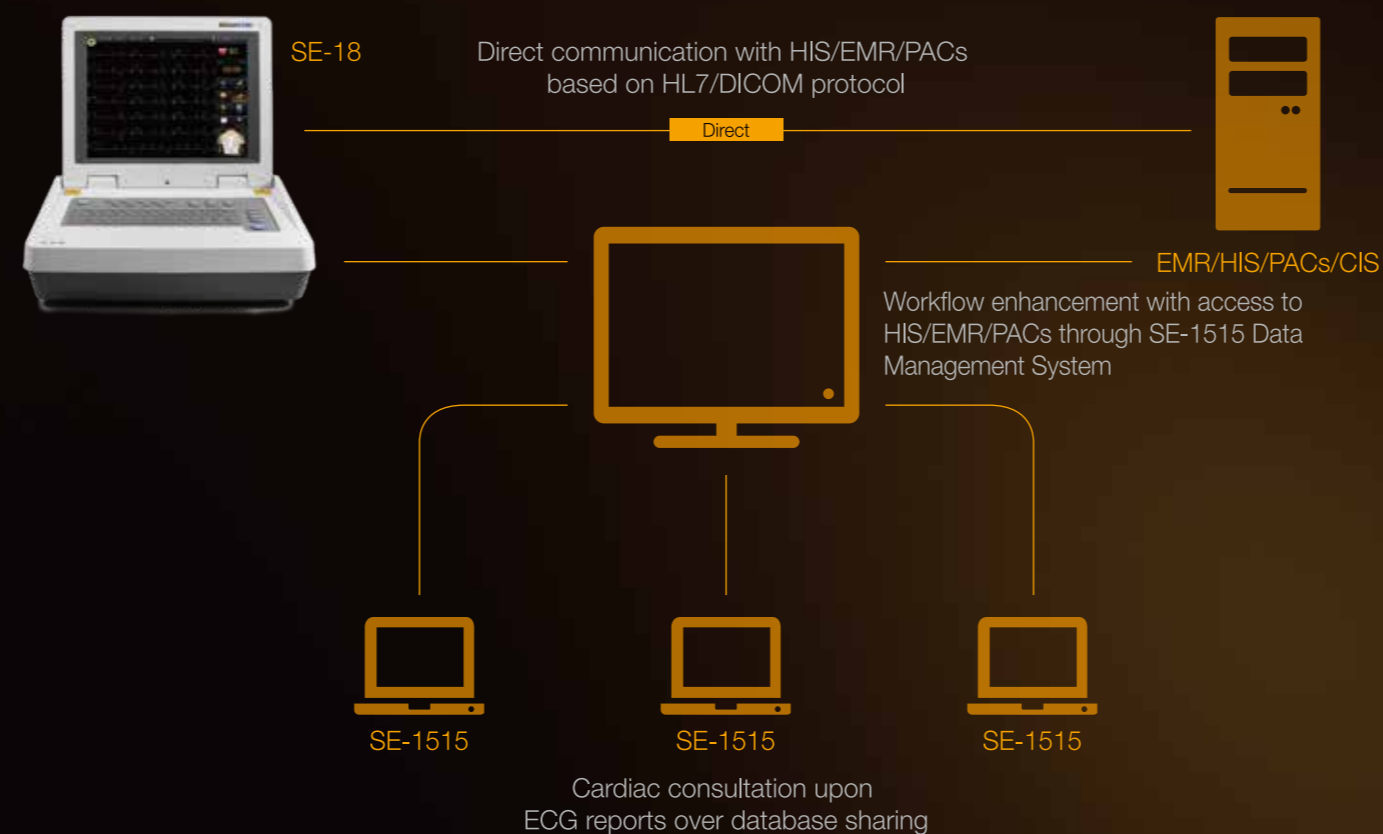 SE-18
Direct communication with HIS/EMR/PACs
based on HL7/DICOM protocol
Direct
EMR/HIS/PACs/CIS
Workflow enhancement with access to
HIS/EMR/PACs through SE-1515 Data
Management System
SE-1515
SE-1515
SE-1515
Cardiac consultation upon
ECG reports over database sharing